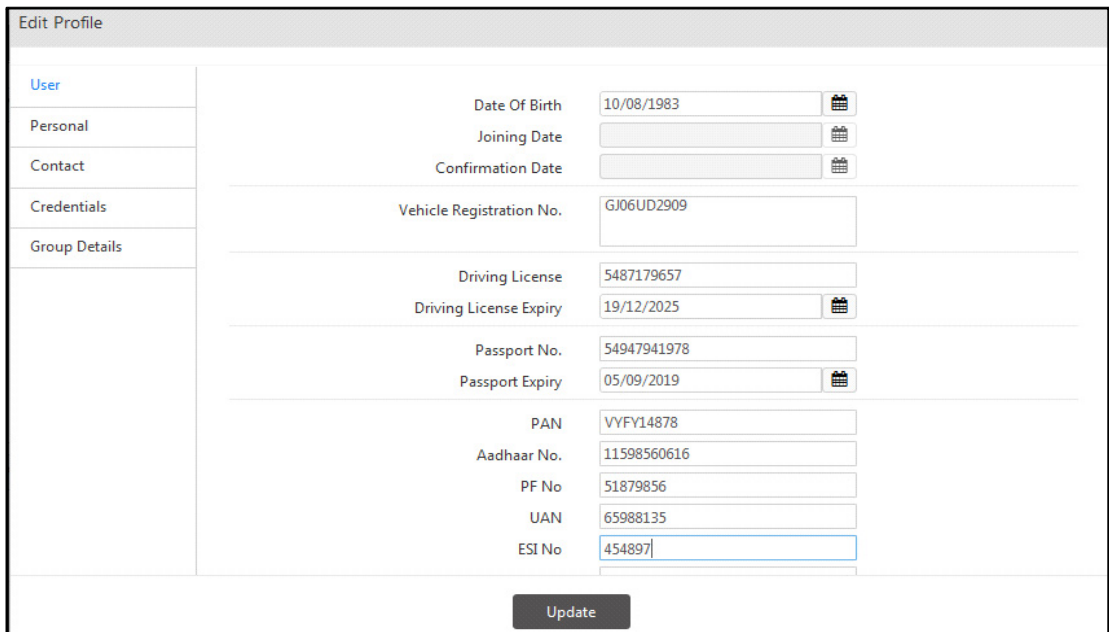 Edit Profile
User
Personal
Contact
Credentials
Group Details
Date Of Birth 10/08/1983
Joining Date
Confirmation Date
Vehicle Registration No. GJ06UD2909
Driving License 5487179657
Driving License Expiry 19/12/2025
Passport No. 54947941978
Passport Expiry 05/09/2019
PAN VYFY14878
Aadhaar No. 11598560616
PF No 51879856
UAN 65988135
ESI No 454897
Update